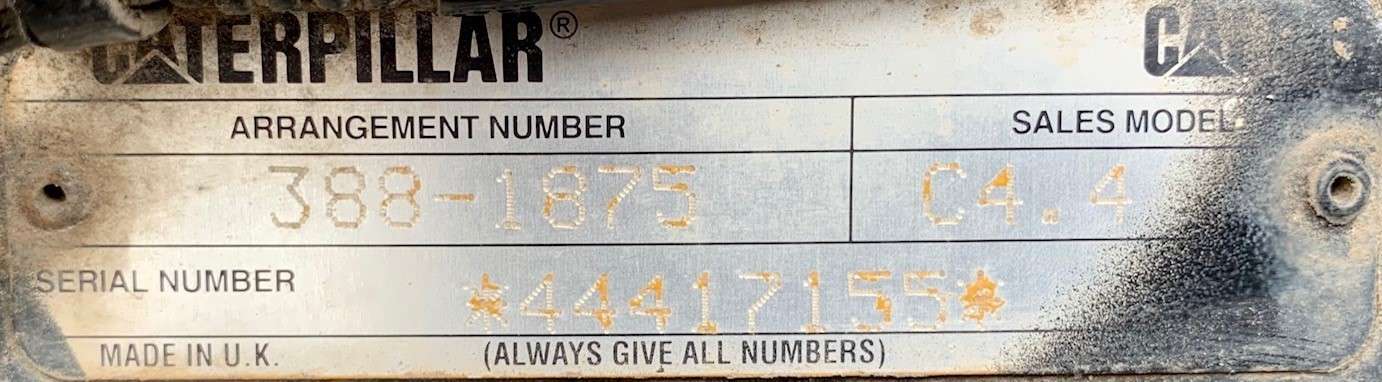 CATERPILLAR® CAT
ARRANGEMENT NUMBER SALES MODEL
388-1875 C4.4
SERIAL NUMBER *44417155*
MADE IN U.K. (ALWAYS GIVE ALL NUMBERS)